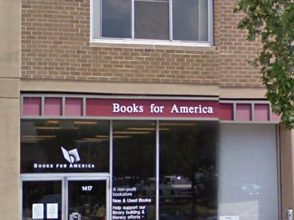 Books for America
BOOKS FOR AMERICA
1417
A non-profit
bookstore
New & Used Books
Help support our
library building &
literacy efforts